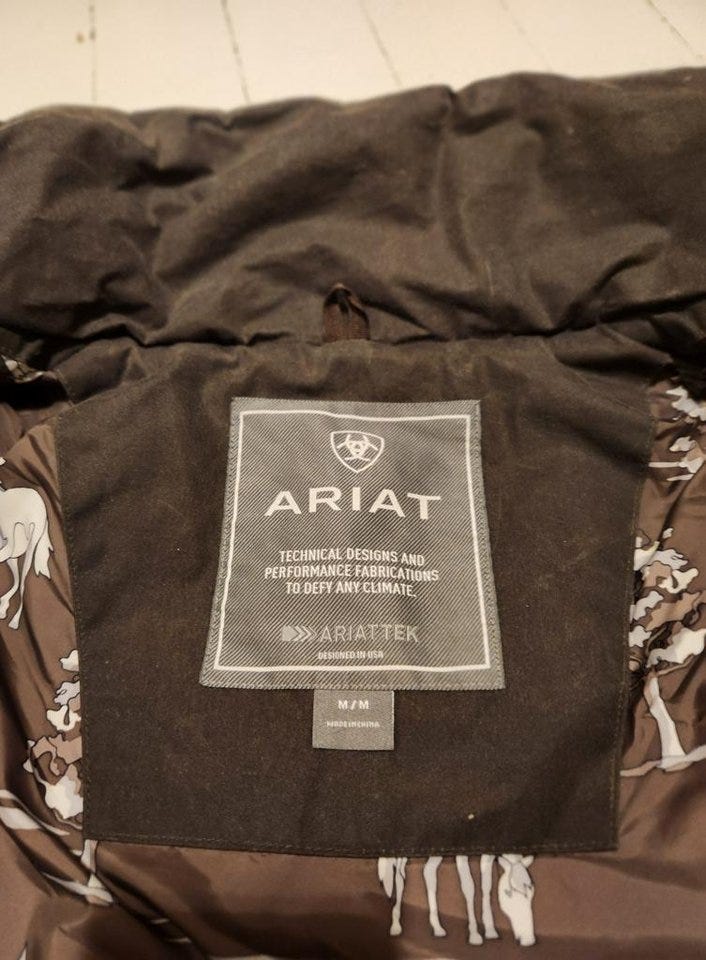 ARIAT
TECHNICAL DESIGNS AND
PERFORMANCE FABRICATIONS
TO DEFY ANY CLIMATE.
ARIATTEK
DESIGNED IN USA
M/M
MADE IN CHINA